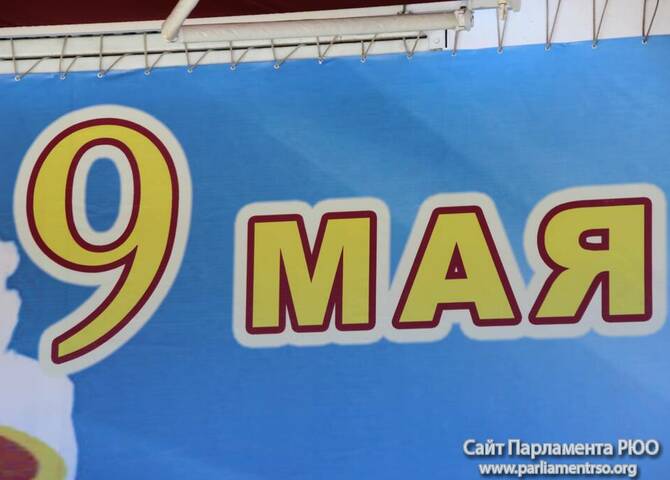 9 МАЯ
Сайт Парламента РЮО
www.parliamentrso.org